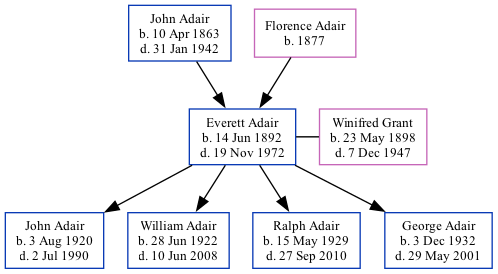 John Adair
b. 10 Apr 1863
d. 31 Jan 1942
Florence Adair
b. 1877
Everett Adair
b. 14 Jun 1892
d. 19 Nov 1972
Winifred Grant
b. 23 May 1898
d. 7 Dec 1947
John Adair
b. 3 Aug 1920
d. 2 Jul 1990
William Adair
b. 28 Jun 1922
d. 10 Jun 2008
Ralph Adair
b. 15 May 1929
d. 27 Sep 2010
George Adair
b. 3 Dec 1932
d. 29 May 2001